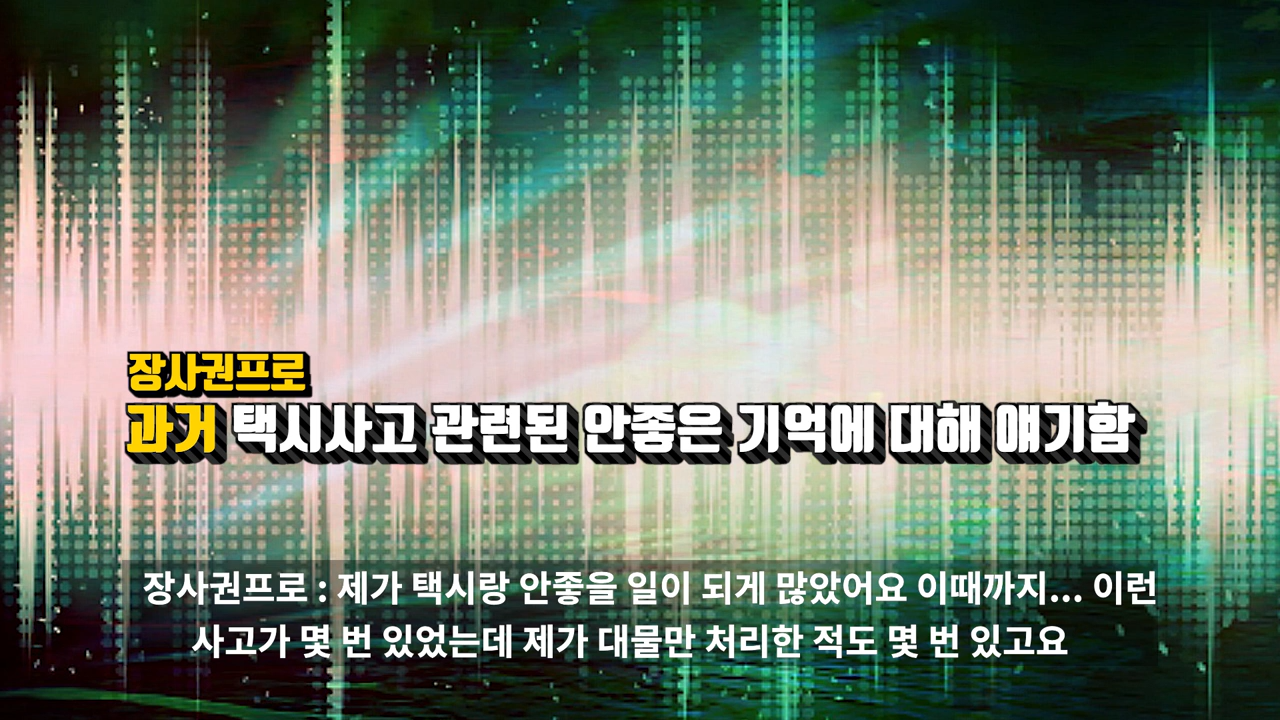 장사권프로
과거 택시사고 관련된 안좋은 기억에 대해 얘기함
장사권프로 : 제가 택시랑 안좋을 일이 되게 많았어요 이때까지... 이런
사고가 몇 번 있었는데 제가 대물만 처리한 적도 몇 번 있고요